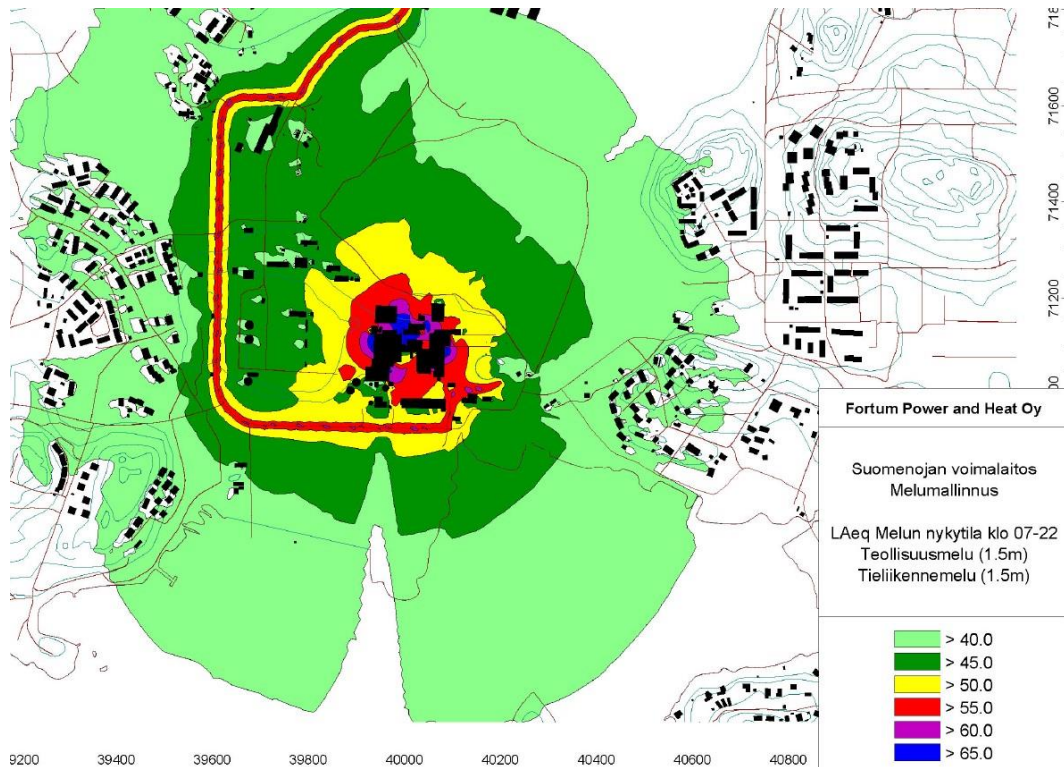 Fortum Power and Heat Oy
Suomenojan voimalaitos
Melumallinnus
LAeq Melun nykytila klo 07-22
Teollisuusmelu (1.5m)
Tieliikennemelu (1.5m)
> 40.0
> 45.0
> 50.0
> 55.0
> 60.0
> 65.0
71600
71400
71200
39400
39600
39800
40000
40200
40400
40600
40800